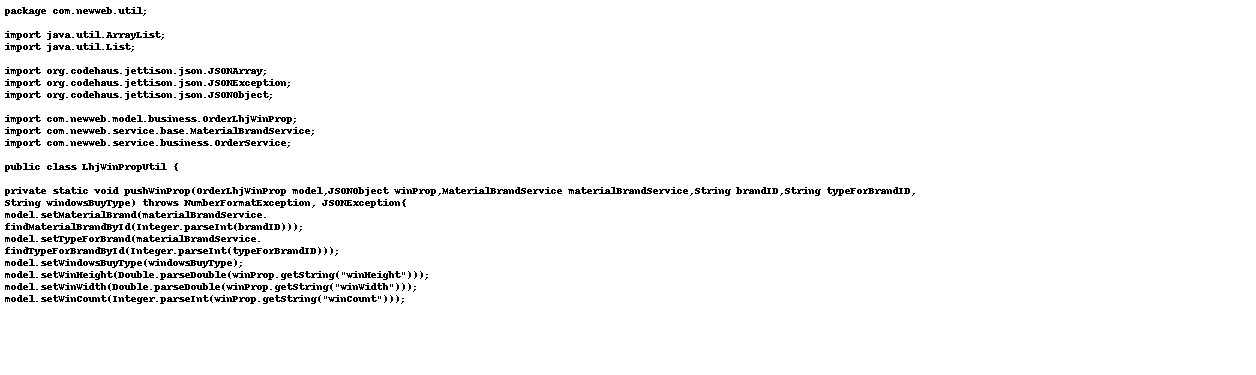 package com.newweb.util;
import java.util.ArrayList;
import java.util.List;
import org.codehaus.jettison.json.JSONArray;
import org.codehaus.jettison.json.JSONException;
import org.codehaus.jettison.json.JSONObject;
import com.newweb.model.business.OrderLhjWinProp;
import com.newweb.service.base.MaterialBrandService;
import com.newweb.service.business.OrderService;
public class LhjWinPropUtil {
private static void pushWinProp(OrderLhjWinProp model,JSONObject winProp,MaterialBrandService materialBrandService,String brandID,String typeForBrandID,
String windowsBuyType) throws NumberFormatException, JSONException{
model.setMaterialBrand(materialBrandService.
findMaterialBrandById(Integer.parseInt(brandID)));
model.setTypeForBrand(materialBrandService.
findTypeForBrandById(Integer.parseInt(typeForBrandID)));
model.setWindowsBuyType(windowsBuyType);
model.setWinHeight(Double.parseDouble(winProp.getString("winHeight")));
model.setWinWidth(Double.parseDouble(winProp.getString("winWidth")));
model.setWinCount(Integer.parseInt(winProp.getString("winCount")));